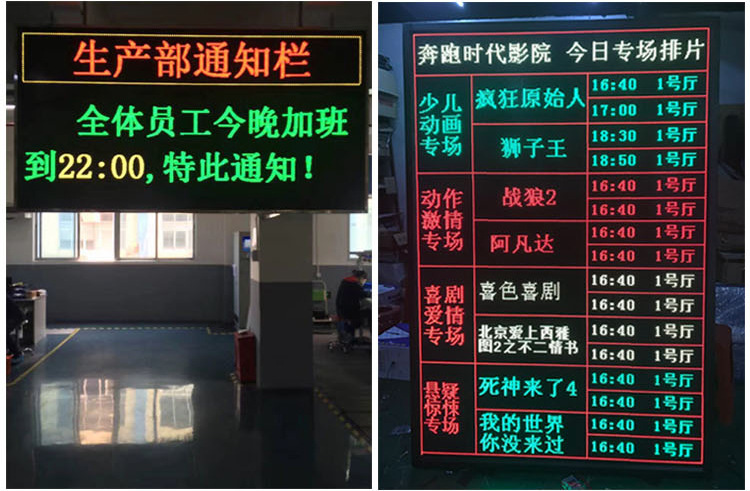 生产部通知栏
全体员工今晚加班
到22:00,特此通知!
奔跑时代影院 今日专场排片
少儿
动画
专场
疯狂原始人
16:40 1号厅
17:00 1号厅
狮子王
18:30 1号厅
18:50 1号厅
动作
激情
专场
战狼2
16:40 1号厅
16:40 1号厅
阿凡达
16:40 1号厅
16:40 1号厅
喜剧
爱情
专场
喜色喜剧
16:40 1号厅
16:40 1号厅
北京爱上西雅
图2之不二情书
16:40 1号厅
16:40 1号厅
悬疑
惊悚
专场
死神来了4
16:40 1号厅
16:40 1号厅
我的世界
你没来过
16:40 1号厅
16:40 1号厅